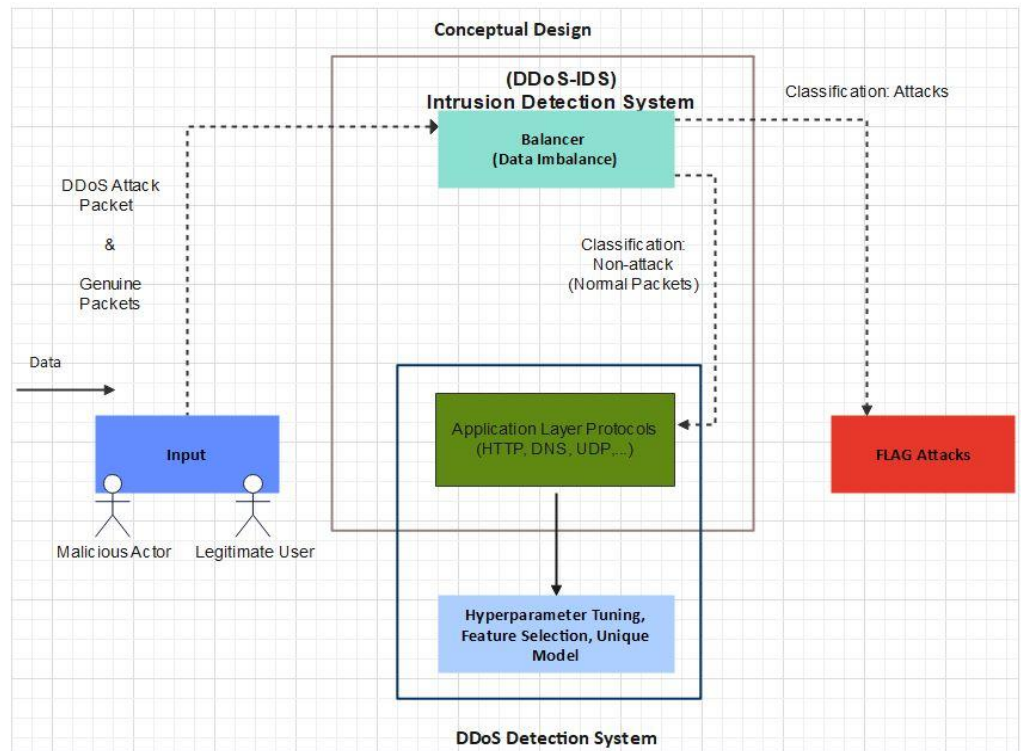 Conceptual Design
(DDoS-IDS)
Intrusion Detection System
Classification: Attacks
Balancer
(Data Imbalance)
DDoS Attack
Packet
&
Genuine
Packets
Classification:
Non-attack
(Normal Packets)
Data
Input
Application Layer Protocols
(HTTP, DNS, UDP,...)
FLAG Attacks
Malicious Actor
Legitimate User
Hyperparameter Tuning,
Feature Selection, Unique
Model
DDoS Detection System